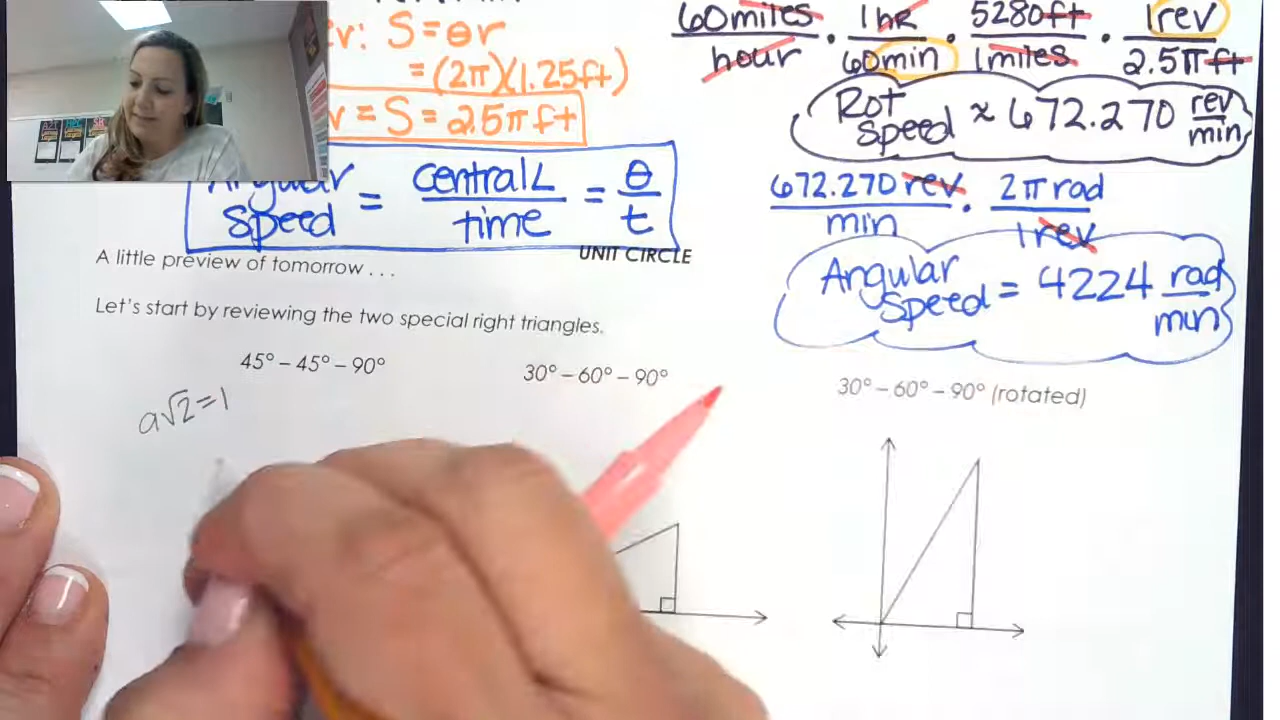 v: S = θr
= (2π)(1.25ft)
v = S = 2.5πft
Angular speed = central∠ / time = θ / t
60miles / hour · 1hr / 60min · 5280ft / 1miles · 1rev / 2.5πft
Rot speed ≈ 672.270 rev / min
672.270 rev / min · 2π rad / 1rev
Angular speed = 4224 rad / min
UNIT CIRCLE
A little preview of tomorrow . . .
Let's start by reviewing the two special right triangles.
45° – 45° – 90°
30° – 60° – 90°
30° – 60° – 90° (rotated)
a√2 = 1